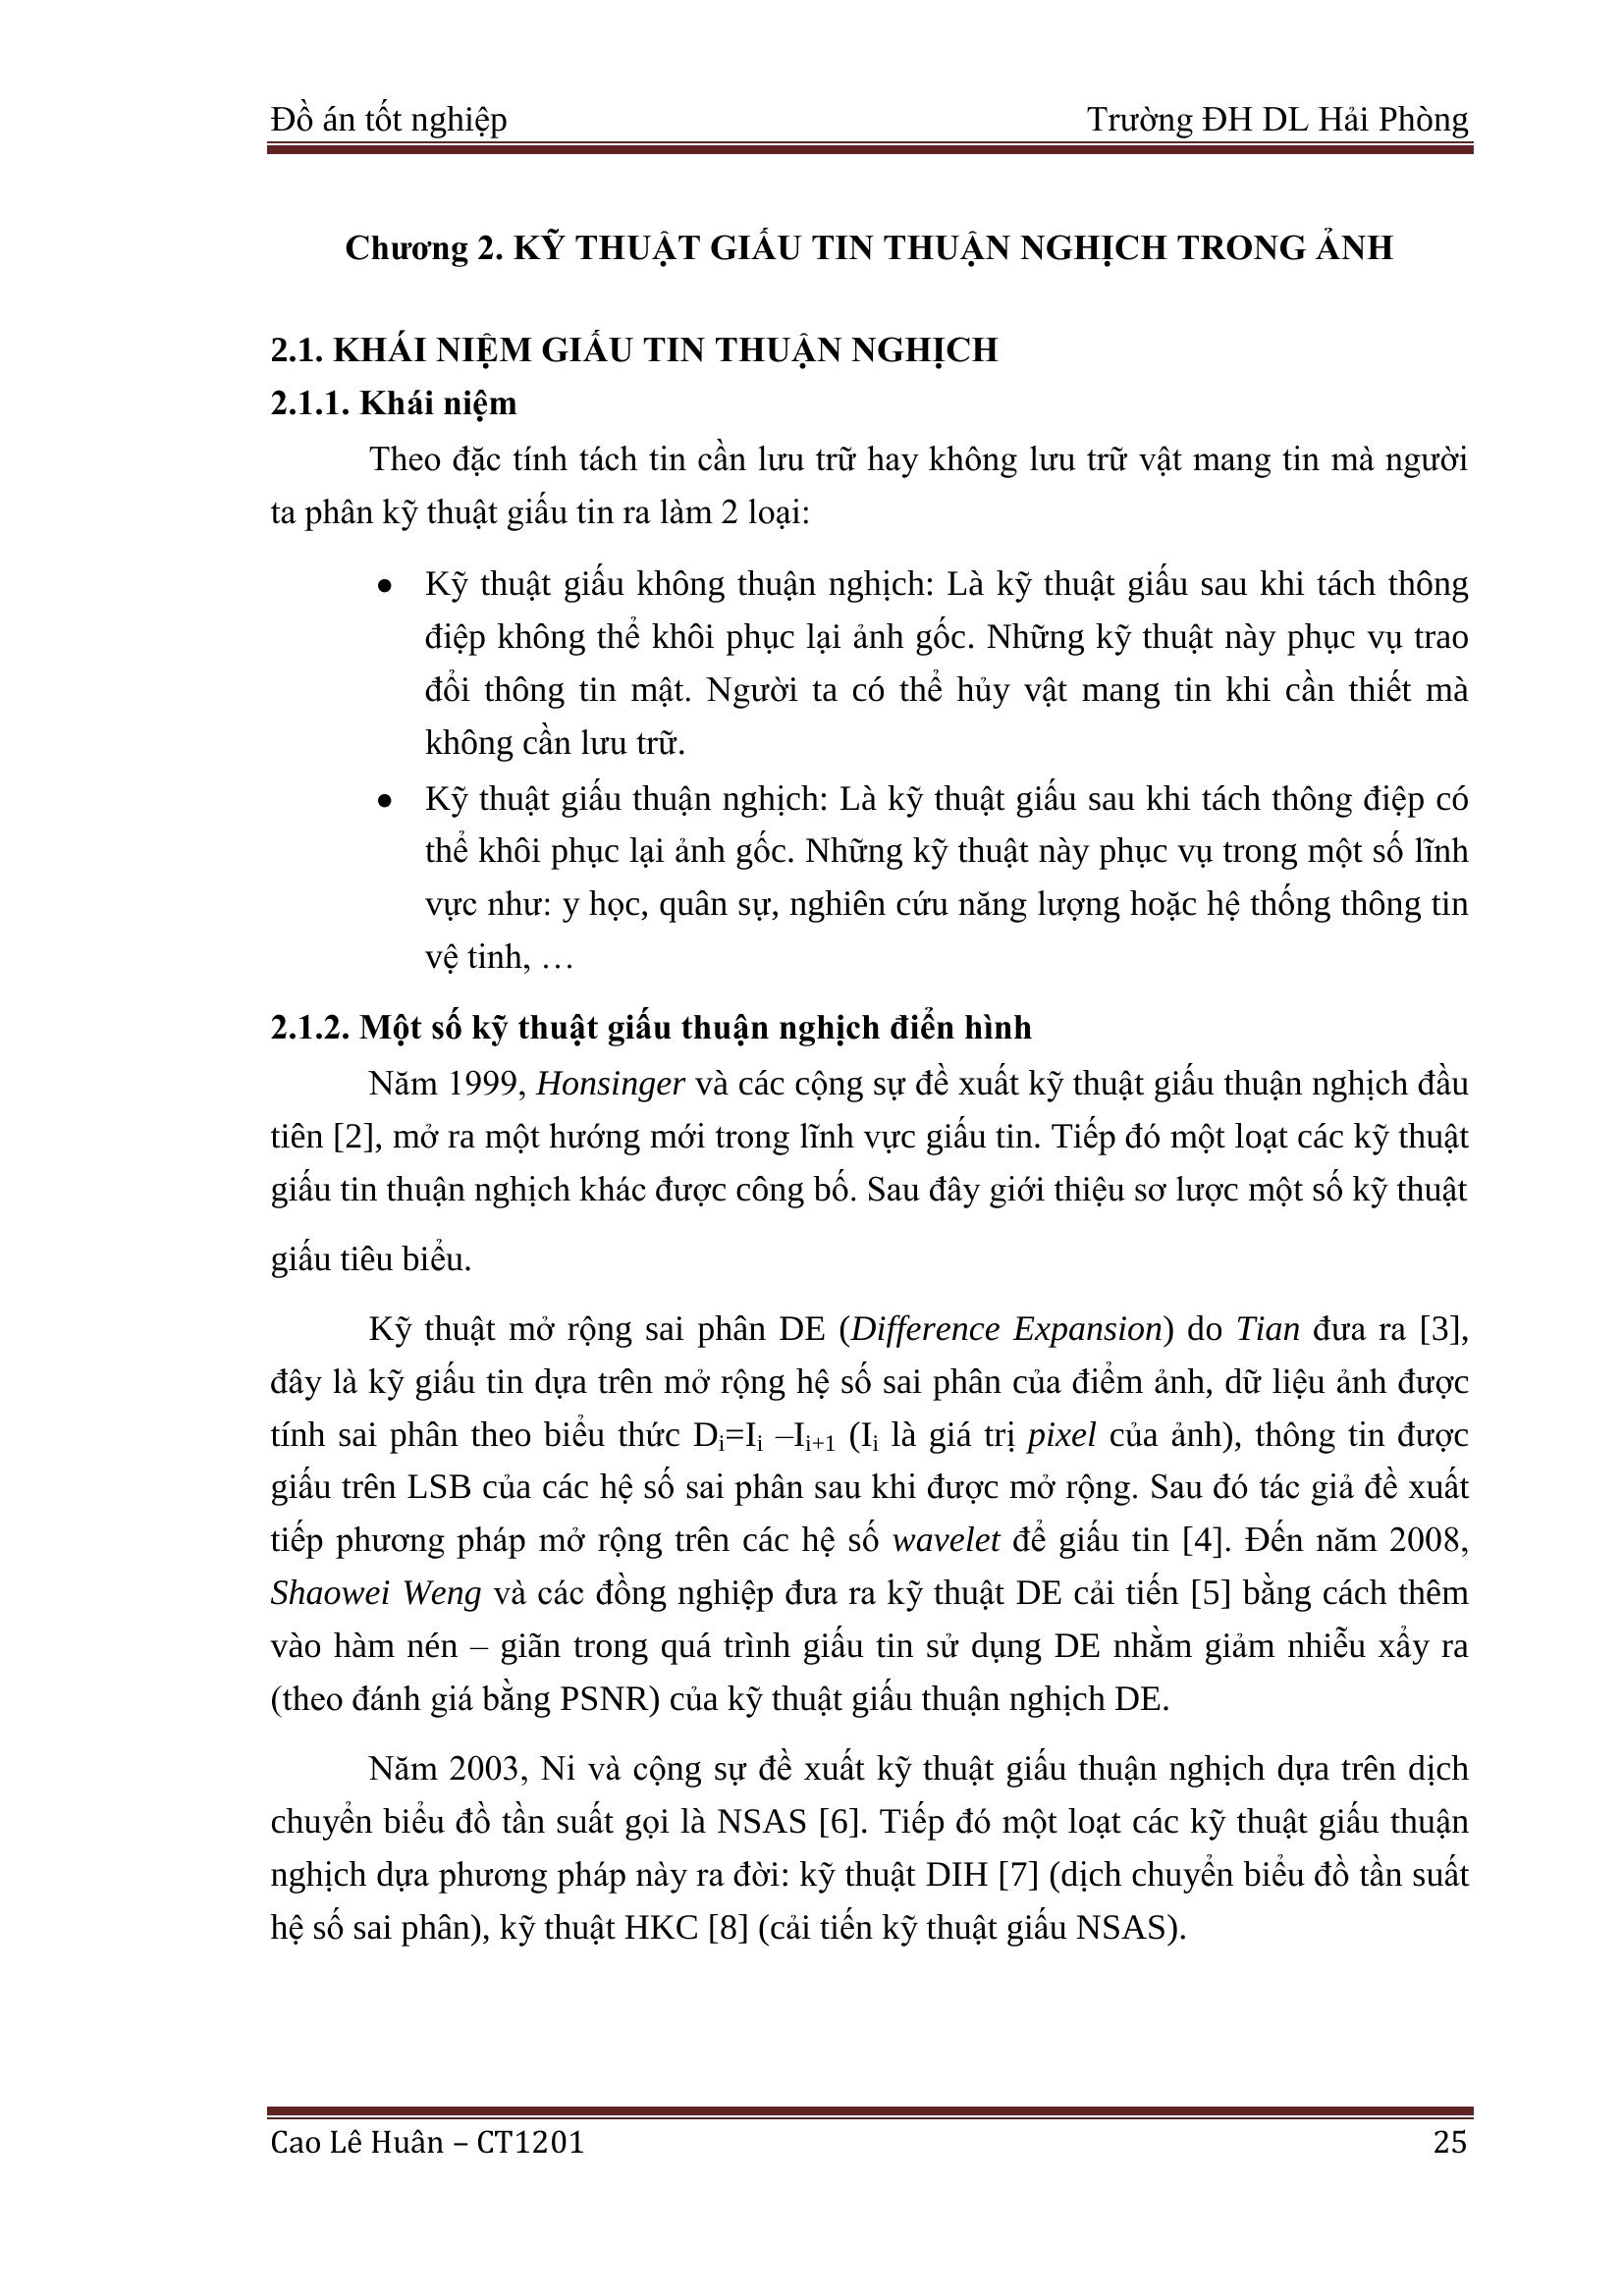 Đồ án tốt nghiệp Trường ĐH DL Hải Phòng
Chương 2. KỸ THUẬT GIẤU TIN THUẬN NGHỊCH TRONG ẢNH
2.1. KHÁI NIỆM GIẤU TIN THUẬN NGHỊCH
2.1.1. Khái niệm
Theo đặc tính tách tin cần lưu trữ hay không lưu trữ vật mang tin mà người
ta phân kỹ thuật giấu tin ra làm 2 loại:
• Kỹ thuật giấu không thuận nghịch: Là kỹ thuật giấu sau khi tách thông
điệp không thể khôi phục lại ảnh gốc. Những kỹ thuật này phục vụ trao
đổi thông tin mật. Người ta có thể hủy vật mang tin khi cần thiết mà
không cần lưu trữ.
• Kỹ thuật giấu thuận nghịch: Là kỹ thuật giấu sau khi tách thông điệp có
thể khôi phục lại ảnh gốc. Những kỹ thuật này phục vụ trong một số lĩnh
vực như: y học, quân sự, nghiên cứu năng lượng hoặc hệ thống thông tin
vệ tinh, …
2.1.2. Một số kỹ thuật giấu thuận nghịch điển hình
Năm 1999, Honsinger và các cộng sự đề xuất kỹ thuật giấu thuận nghịch đầu
tiên [2], mở ra một hướng mới trong lĩnh vực giấu tin. Tiếp đó một loạt các kỹ thuật
giấu tin thuận nghịch khác được công bố. Sau đây giới thiệu sơ lược một số kỹ thuật
giấu tiêu biểu.
Kỹ thuật mở rộng sai phân DE (Difference Expansion) do Tian đưa ra [3],
đây là kỹ giấu tin dựa trên mở rộng hệ số sai phân của điểm ảnh, dữ liệu ảnh được
tính sai phân theo biểu thức Di=Ii –Ii+1 (Ii là giá trị pixel của ảnh), thông tin được
giấu trên LSB của các hệ số sai phân sau khi được mở rộng. Sau đó tác giả đề xuất
tiếp phương pháp mở rộng trên các hệ số wavelet để giấu tin [4]. Đến năm 2008,
Shaowei Weng và các đồng nghiệp đưa ra kỹ thuật DE cải tiến [5] bằng cách thêm
vào hàm nén – giãn trong quá trình giấu tin sử dụng DE nhằm giảm nhiễu xẩy ra
(theo đánh giá bằng PSNR) của kỹ thuật giấu thuận nghịch DE.
Năm 2003, Ni và cộng sự đề xuất kỹ thuật giấu thuận nghịch dựa trên dịch
chuyển biểu đồ tần suất gọi là NSAS [6]. Tiếp đó một loạt các kỹ thuật giấu thuận
nghịch dựa phương pháp này ra đời: kỹ thuật DIH [7] (dịch chuyển biểu đồ tần suất
hệ số sai phân), kỹ thuật HKC [8] (cải tiến kỹ thuật giấu NSAS).
Cao Lê Huân – CT1201 25